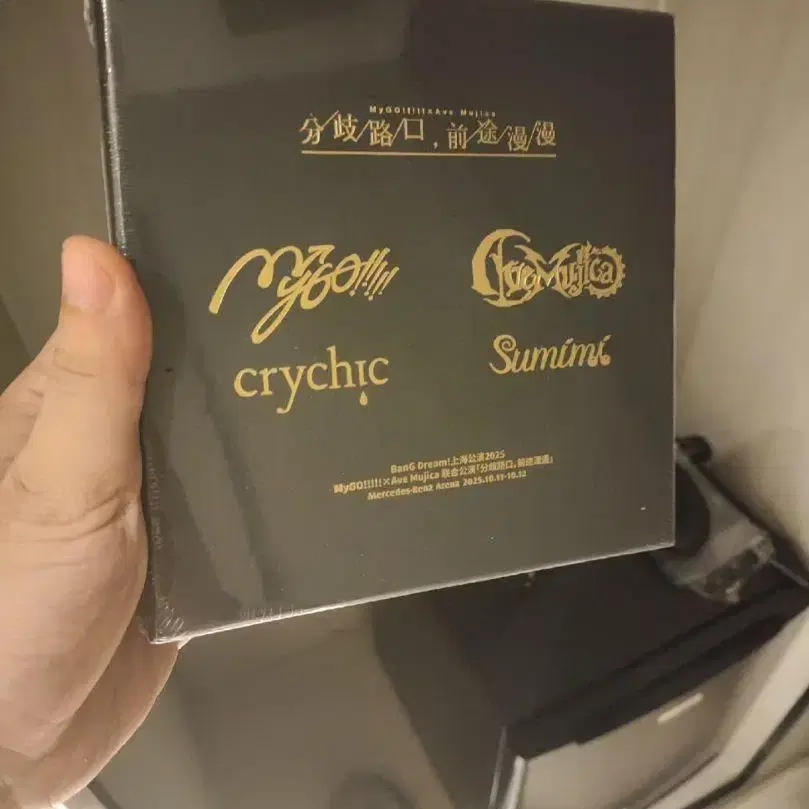 MyGO!!!!!×Ave Mujica
分歧路口，前途漫漫
MyGO!!!!!
Ave Mujica
crychic
Sumimi
BanG Dream!上海公演2025
MyGO!!!!!×Ave Mujica 联合公演「分歧路口，前途漫漫」
Mercedes-Benz Arena 2025.10.11-10.12